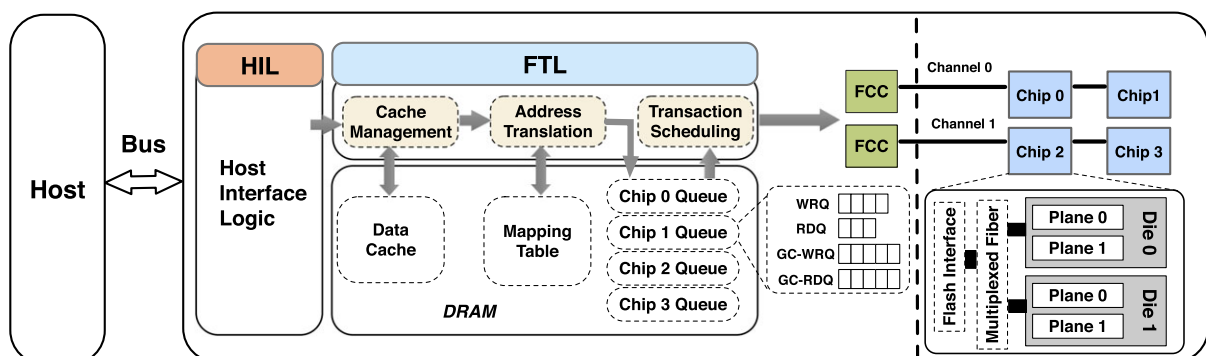 Host
Bus
HIL
Host
Interface
Logic
FTL
Cache
Management
Address
Translation
Transaction
Scheduling
Data
Cache
Mapping
Table
Chip 0 Queue
Chip 1 Queue
Chip 2 Queue
Chip 3 Queue
DRAM
WRQ
RDQ
GC-WRQ
GC-RDQ
FCC
FCC
Channel 0
Channel 1
Chip 0
Chip1
Chip 2
Chip 3
Flash Interface
Multiplexed Fiber
Plane 0
Plane 1
Die 0
Plane 0
Plane 1
Die 1